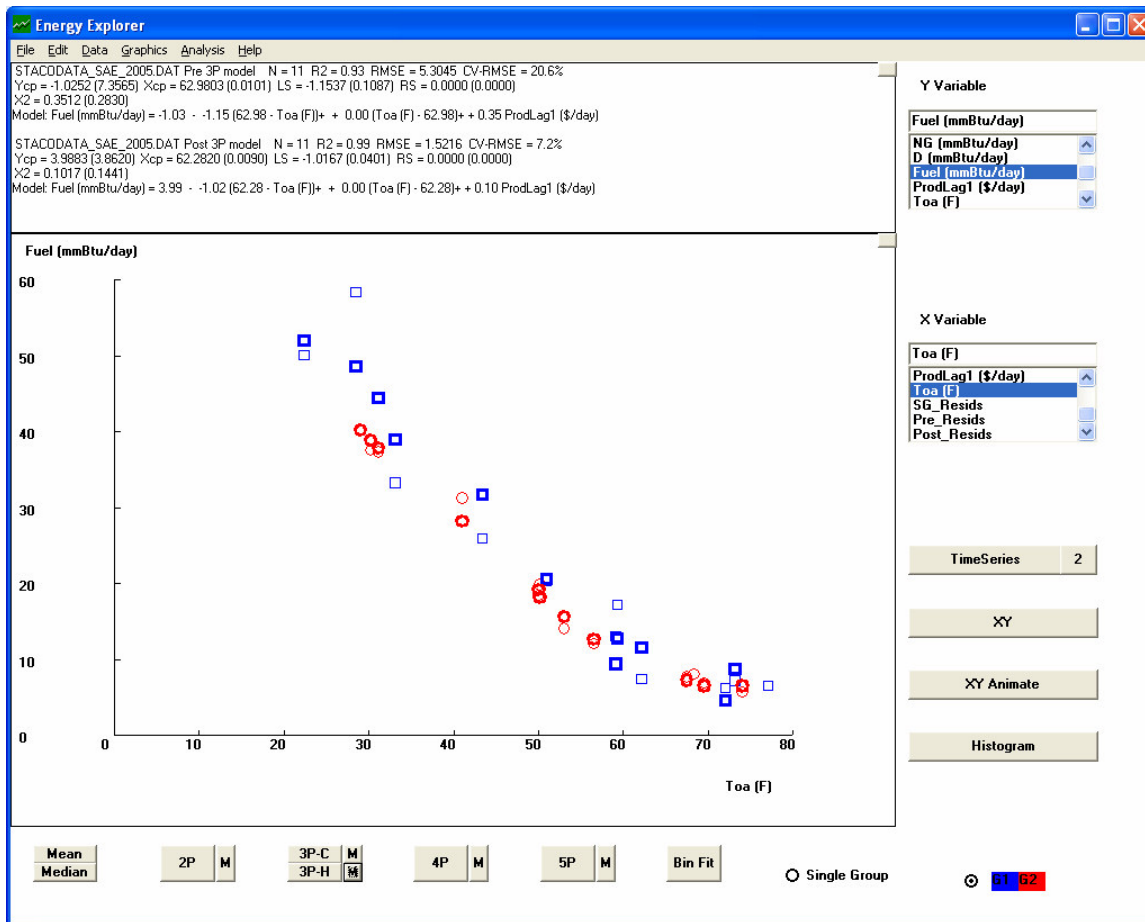 Energy Explorer
File Edit Data Graphics Analysis Help
STACODATA_SAE_2005.DAT Pre 3P model N = 11 R2 = 0.93 RMSE = 5.3045 CV-RMSE = 20.6%
Ycp = -1.0252 (7.3565) Xcp = 62.9803 (0.0101) LS = -1.1537 (0.1087) RS = 0.0000 (0.0000)
X2 = 0.3512 (0.2830)
Model: Fuel (mmBtu/day) = -1.03 - -1.15 (62.98 - Toa (F))+ + 0.00 (Toa (F) - 62.98)+ + 0.35 ProdLag1 ($/day)
STACODATA_SAE_2005.DAT Post 3P model N = 11 R2 = 0.99 RMSE = 1.5216 CV-RMSE = 7.2%
Ycp = 3.9883 (3.8620) Xcp = 62.2820 (0.0090) LS = -1.0167 (0.0401) RS = 0.0000 (0.0000)
X2 = 0.1017 (0.1441)
Model: Fuel (mmBtu/day) = 3.99 - -1.02 (62.28 - Toa (F))+ + 0.00 (Toa (F) - 62.28)+ + 0.10 ProdLag1 ($/day)
Y Variable
Fuel (mmBtu/day)
NG (mmBtu/day)
D (mmBtu/day)
Fuel (mmBtu/day)
ProdLag1 ($/day)
Toa (F)
Fuel (mmBtu/day)
60
50
40
30
20
10
0
0 10 20 30 40 50 60 70 80
Toa (F)
X Variable
Toa (F)
ProdLag1 ($/day)
Toa (F)
SG_Resids
Pre_Resids
Post_Resids
TimeSeries 2
XY
XY Animate
Histogram
Mean
Median
2P M
3P-C M
3P-H M
4P M
5P M
Bin Fit
Single Group
G1 G2